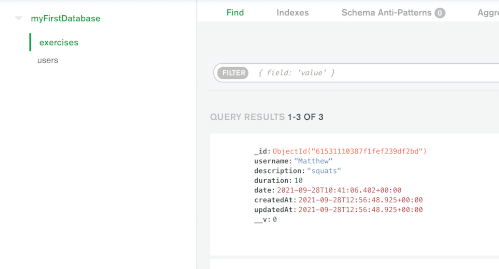 myFirstDatabase
exercises
users
Find Indexes Schema Anti-Patterns 0 Aggre
FILTER { field: 'value' }
QUERY RESULTS 1-3 OF 3
_id: ObjectId("61531110387f1fef239df2bd")
username: "Matthew"
description: "squats"
duration: 10
date: 2021-09-28T10:41:06.402+00:00
createdAt: 2021-09-28T12:56:48.925+00:00
updatedAt: 2021-09-28T12:56:48.925+00:00
__v: 0